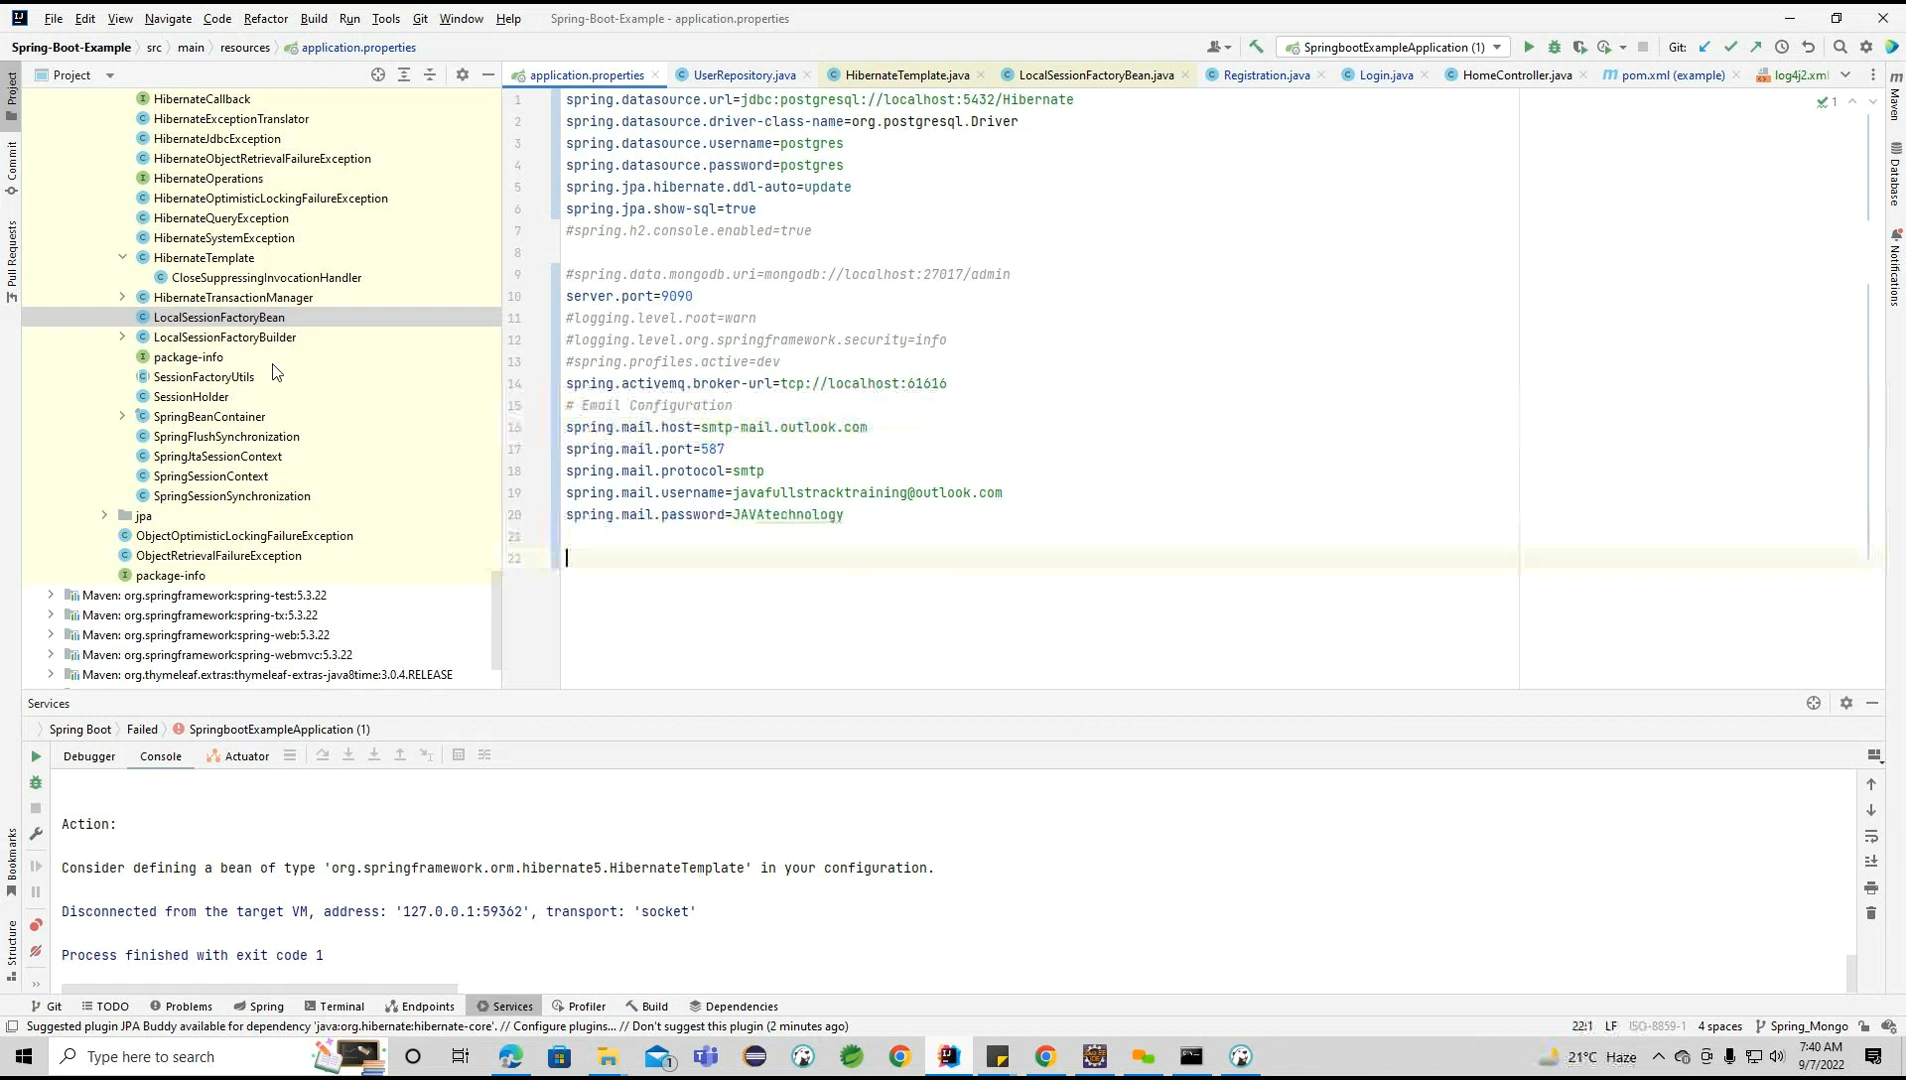 File Edit View Navigate Code Refactor Build Run Tools Git Window Help Spring-Boot-Example - application.properties
Spring-Boot-Example src main resources application.properties SpringbootExampleApplication (1) Git:
Project application.properties UserRepository.java HibernateTemplate.java LocalSessionFactoryBean.java Registration.java Login.java HomeController.java pom.xml (example) log4j2.xml
HibernateCallback
HibernateExceptionTranslator
HibernateJdbcException
HibernateObjectRetrievalFailureException
HibernateOperations
HibernateOptimisticLockingFailureException
HibernateQueryException
HibernateSystemException
HibernateTemplate
CloseSuppressingInvocationHandler
HibernateTransactionManager
LocalSessionFactoryBean
LocalSessionFactoryBuilder
package-info
SessionFactoryUtils
SessionHolder
SpringBeanContainer
SpringFlushSynchronization
SpringJtaSessionContext
SpringSessionContext
SpringSessionSynchronization
jpa
ObjectOptimisticLockingFailureException
ObjectRetrievalFailureException
package-info
Maven: org.springframework:spring-test:5.3.22
Maven: org.springframework:spring-tx:5.3.22
Maven: org.springframework:spring-web:5.3.22
Maven: org.springframework:spring-webmvc:5.3.22
Maven: org.thymeleaf.extras:thymeleaf-extras-java8time:3.0.4.RELEASE
1 spring.datasource.url=jdbc:postgresql://localhost:5432/Hibernate
2 spring.datasource.driver-class-name=org.postgresql.Driver
3 spring.datasource.username=postgres
4 spring.datasource.password=postgres
5 spring.jpa.hibernate.ddl-auto=update
6 spring.jpa.show-sql=true
7 #spring.h2.console.enabled=true
8
9 #spring.data.mongodb.uri=mongodb://localhost:27017/admin
10 server.port=9090
11 #logging.level.root=warn
12 #logging.level.org.springframework.security=info
13 #spring.profiles.active=dev
14 spring.activemq.broker-url=tcp://localhost:61616
15 # Email Configuration
16 spring.mail.host=smtp-mail.outlook.com
17 spring.mail.port=587
18 spring.mail.protocol=smtp
19 spring.mail.username=javafullstracktraining@outlook.com
20 spring.mail.password=JAVAtechnology
21
22
1
Project
Commit
Pull Requests
Bookmarks
Structure
Maven
Database
Notifications
Services
Spring Boot Failed SpringbootExampleApplication (1)
Debugger Console Actuator
Action:
Consider defining a bean of type 'org.springframework.orm.hibernate5.HibernateTemplate' in your configuration.
Disconnected from the target VM, address: '127.0.0.1:59362', transport: 'socket'
Process finished with exit code 1
Git TODO Problems Spring Terminal Endpoints Services Profiler Build Dependencies
Suggested plugin JPA Buddy available for dependency 'java:org.hibernate:hibernate-core'. // Configure plugins... // Don't suggest this plugin (2 minutes ago) 22:1 LF ISO-8859-1 4 spaces Spring_Mongo
Type here to search 1 21°C Haze 7:40 AM
9/7/2022